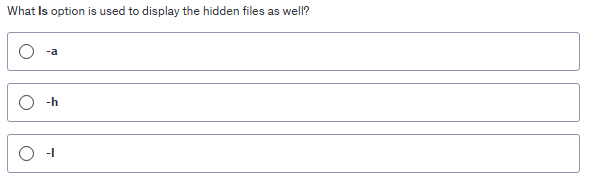 What ls option is used to display the hidden files as well?
-a
-h
-l